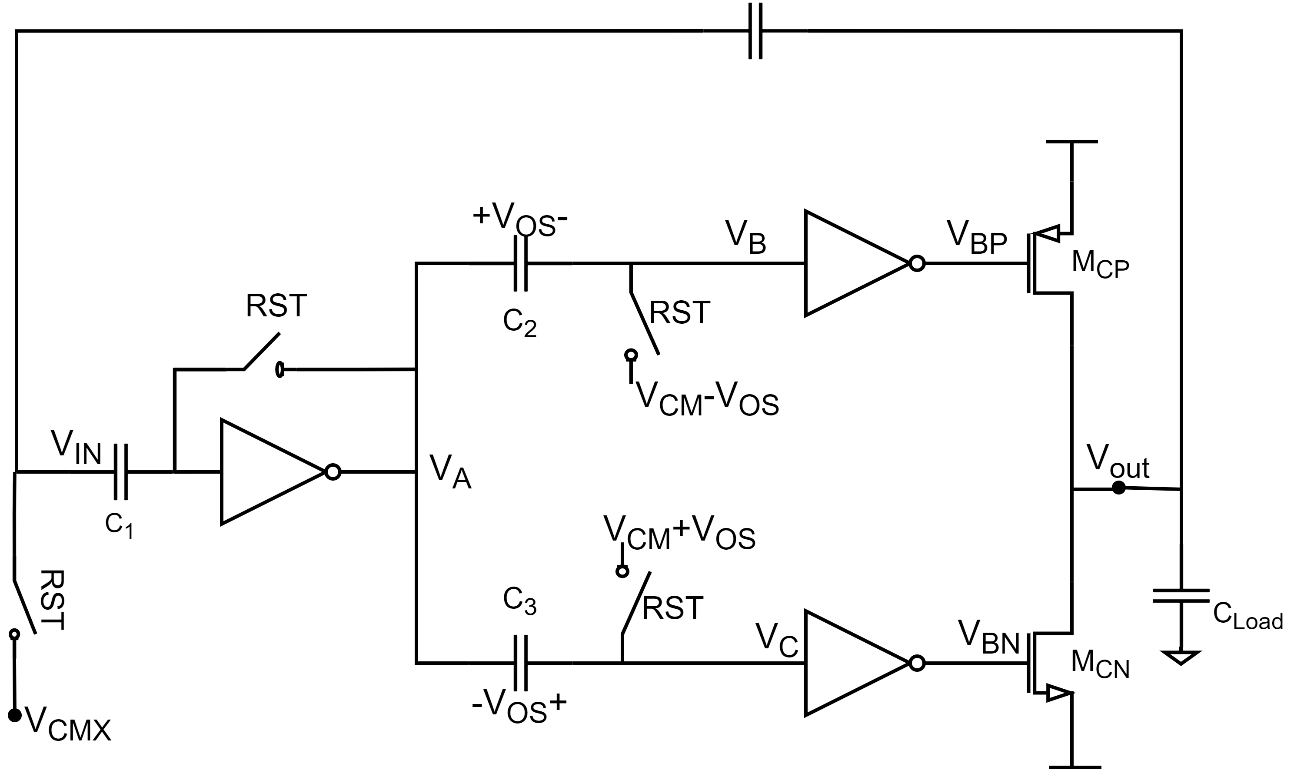 +VOS-
VB
VBP
MCP
C2
RST
RST
VCM-VOS
VIN
VA
Vout
C1
VCM+VOS
RST
C3
RST
CLoad
VC
VBN
MCN
-VOS+
VCMX